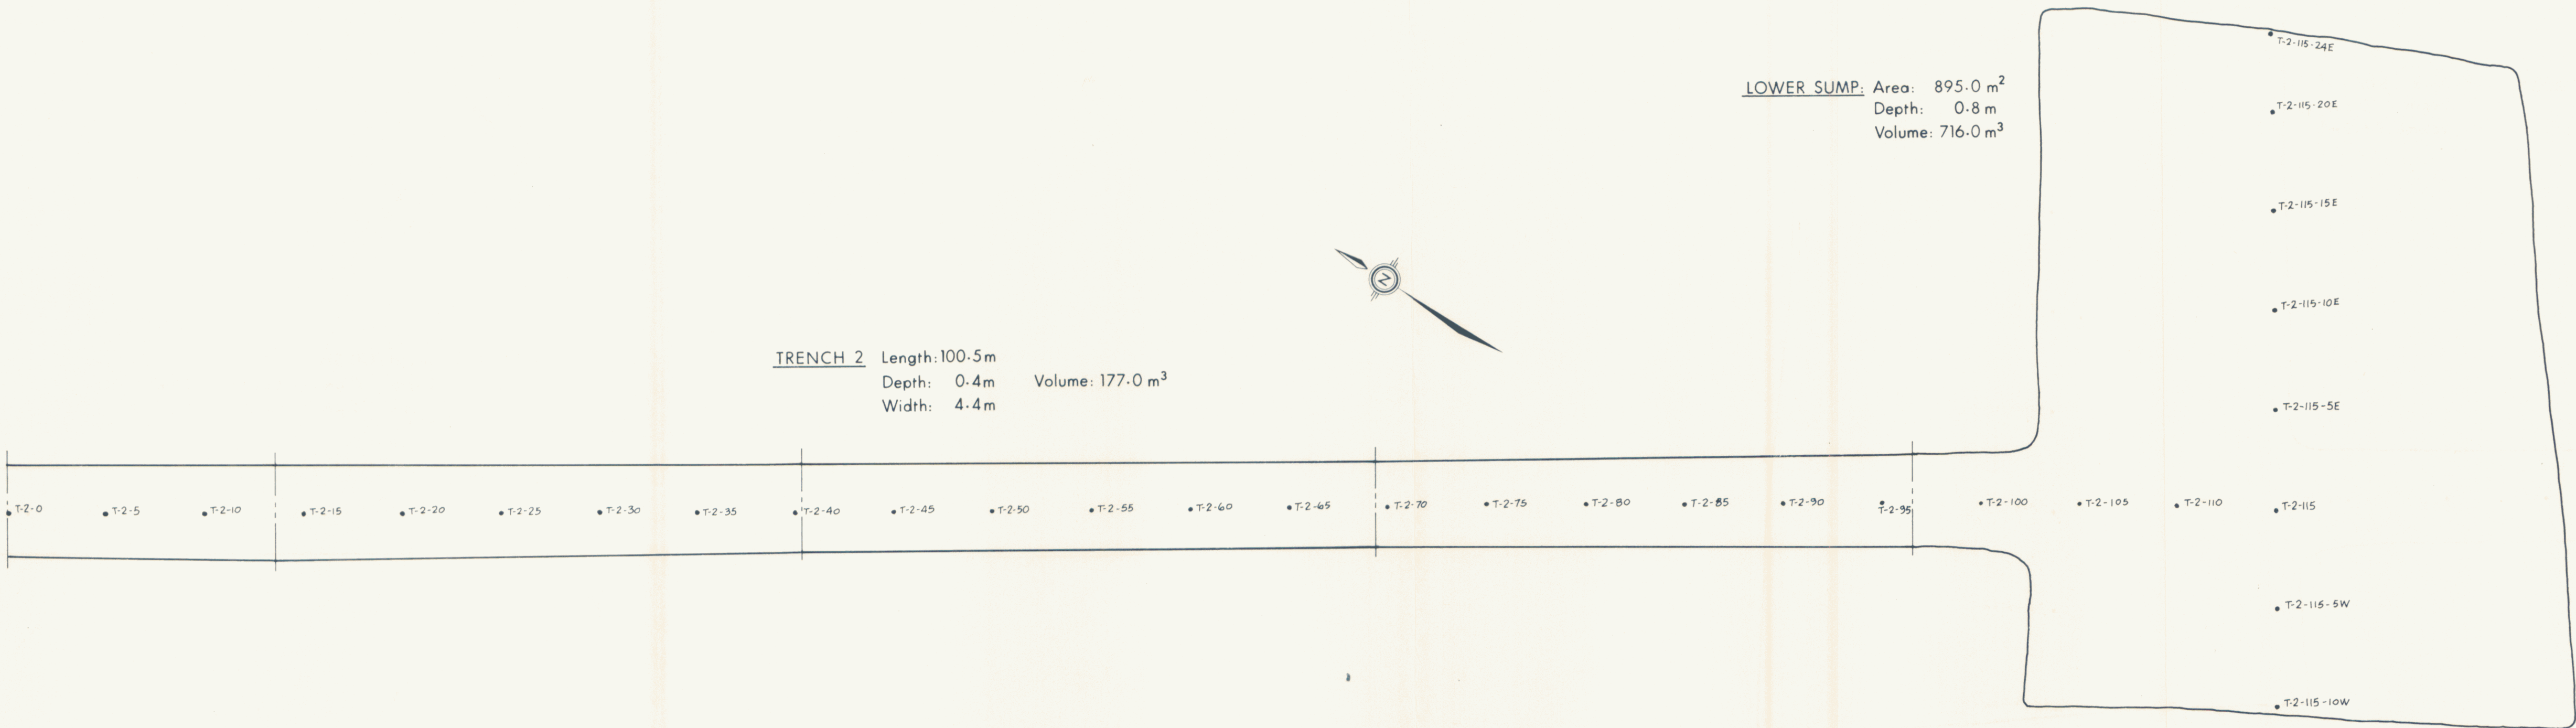 T-2-115-24E
LOWER SUMP: Area: 895.0 m²
Depth: 0.8 m
Volume: 716.0 m³
T-2-115-20E
T-2-115-15E
N
T-2-115-10E
TRENCH 2 Length: 100.5m
Depth: 0.4m Volume: 177.0 m³
Width: 4.4m
T-2-115-5E
T-2-0 T-2-5 T-2-10 T-2-15 T-2-20 T-2-25 T-2-30 T-2-35 T-2-40 T-2-45 T-2-50 T-2-55 T-2-60 T-2-65 T-2-70 T-2-75 T-2-80 T-2-85 T-2-90 T-2-95 T-2-100 T-2-105 T-2-110 T-2-115
T-2-115-5W
T-2-115-10W